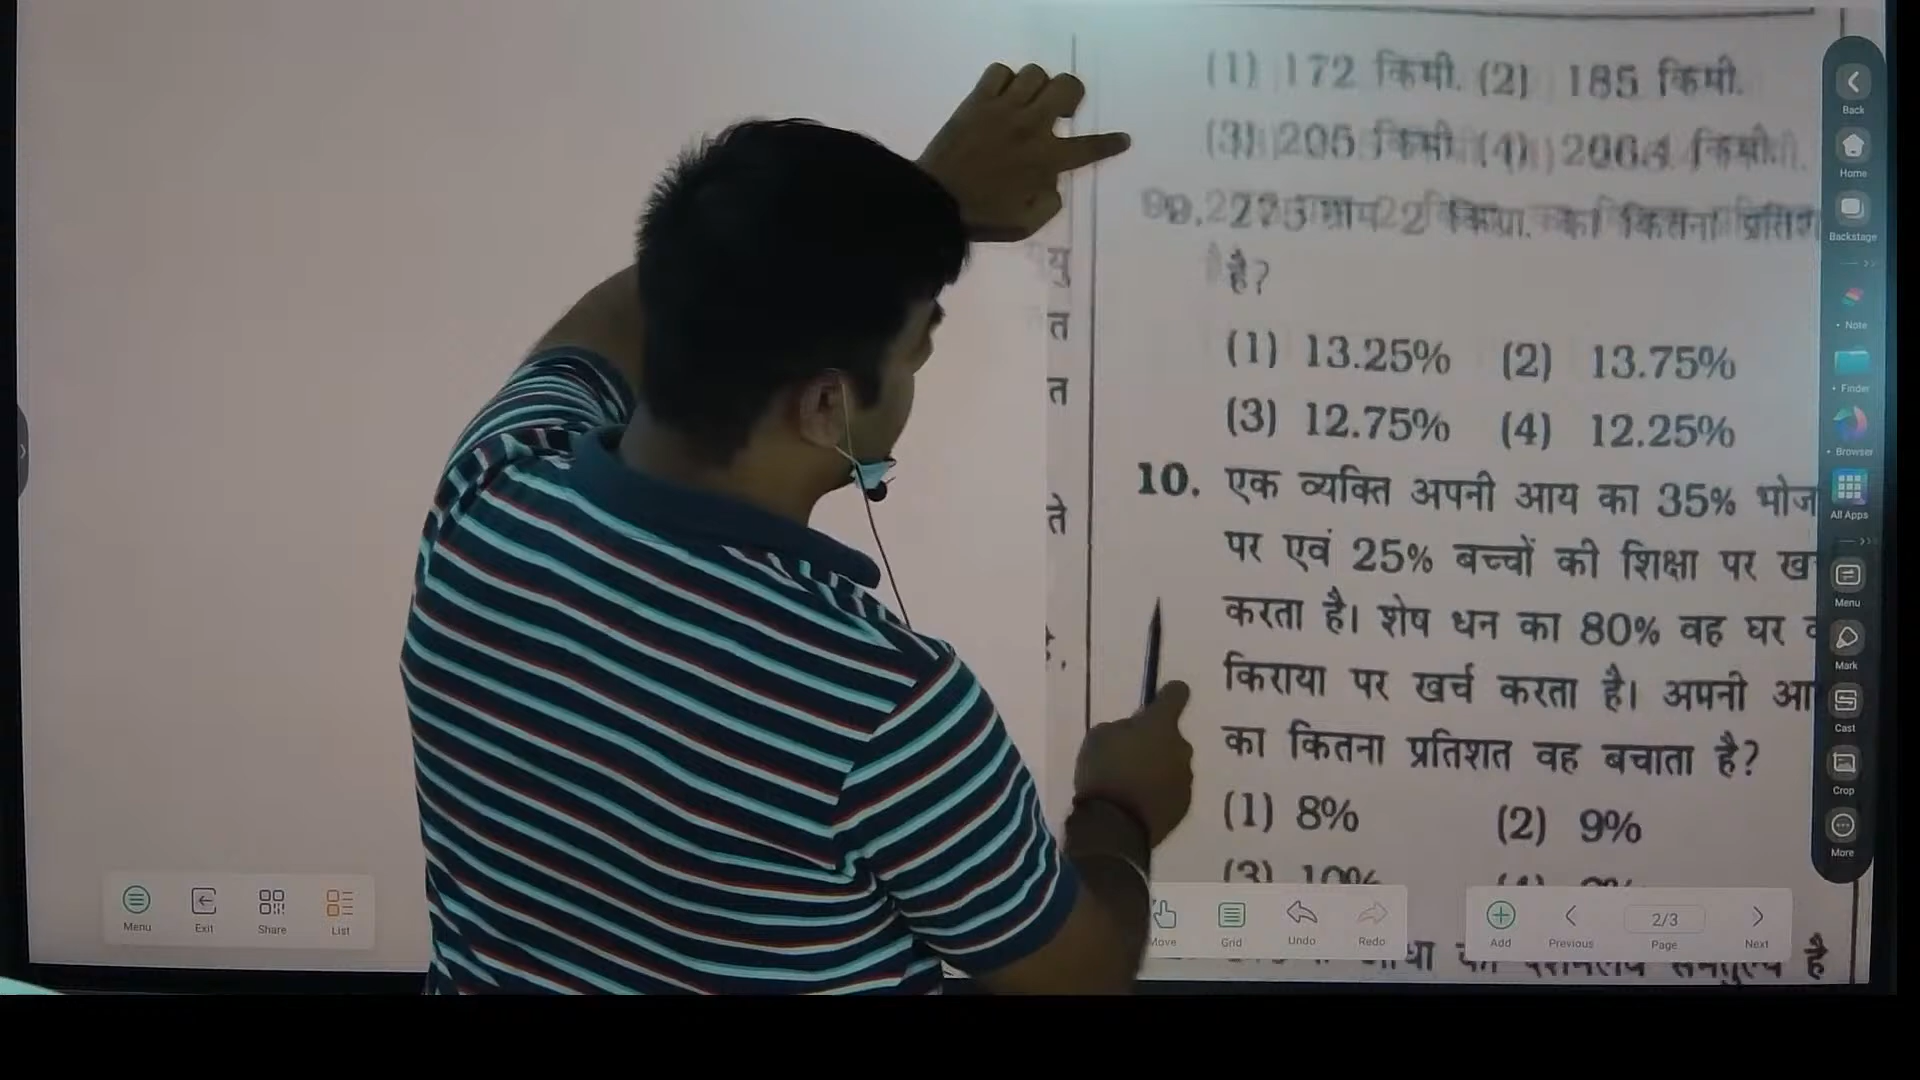 (1) 172 किमी. (2) 185 किमी.
(3) 205 किमी (4)
2 किग्रा. का कितना
है?
(1) 13.25% (2) 13.75%
(3) 12.75% (4) 12.25%
10. एक व्यक्ति अपनी आय का 35%
पर एवं 25% बच्चों की शिक्षा पर
करता है। शेष धन का 80% वह घर
किराया पर खर्च करता है। अपनी
का कितना प्रतिशत वह बचाता है?
(1) 8% (2) 9%
यु
त
त
ते
Back
Home
Backstage
Note
Finder
Browser
All Apps
Menu
Mark
Cast
Crop
More
Menu Exit Share List
Move Grid Undo Redo
Add Previous 2/3 Page Next